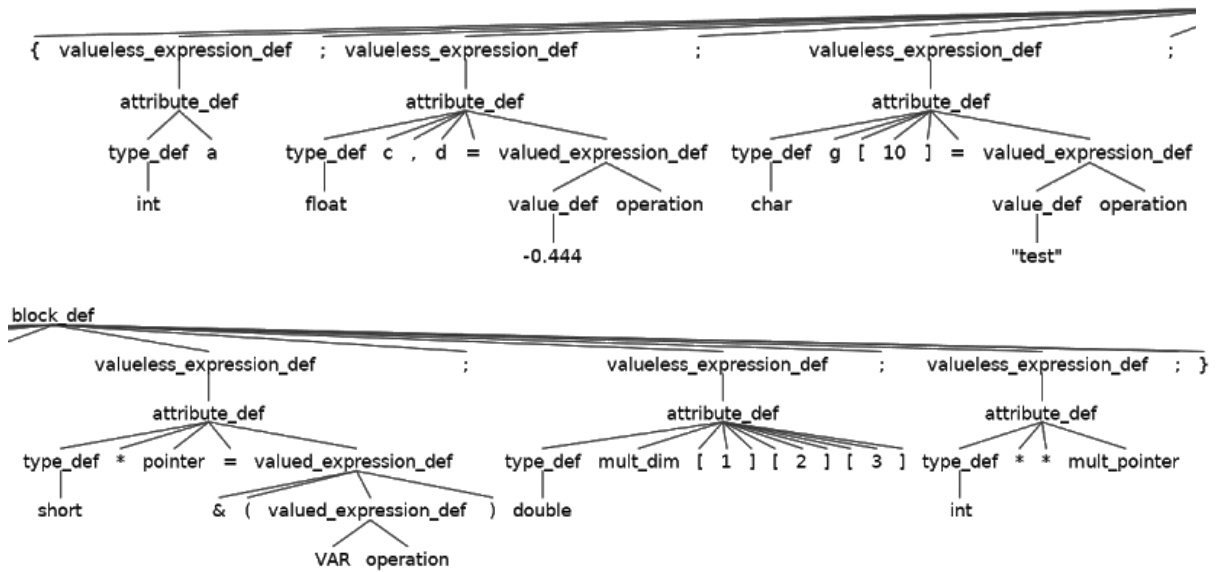 { valueless_expression_def ; valueless_expression_def ; valueless_expression_def ;
attribute_def attribute_def attribute_def
type_def a type_def c , d = valued_expression_def type_def g [ 10 ] = valued_expression_def
int float value_def operation char value_def operation
-0.444 "test"
block_def
valueless_expression_def ; valueless_expression_def ; valueless_expression_def ; }
attribute_def attribute_def attribute_def
type_def * pointer = valued_expression_def type_def mult_dim [ 1 ] [ 2 ] [ 3 ] type_def * * mult_pointer
short & ( valued_expression_def ) double int
VAR operation